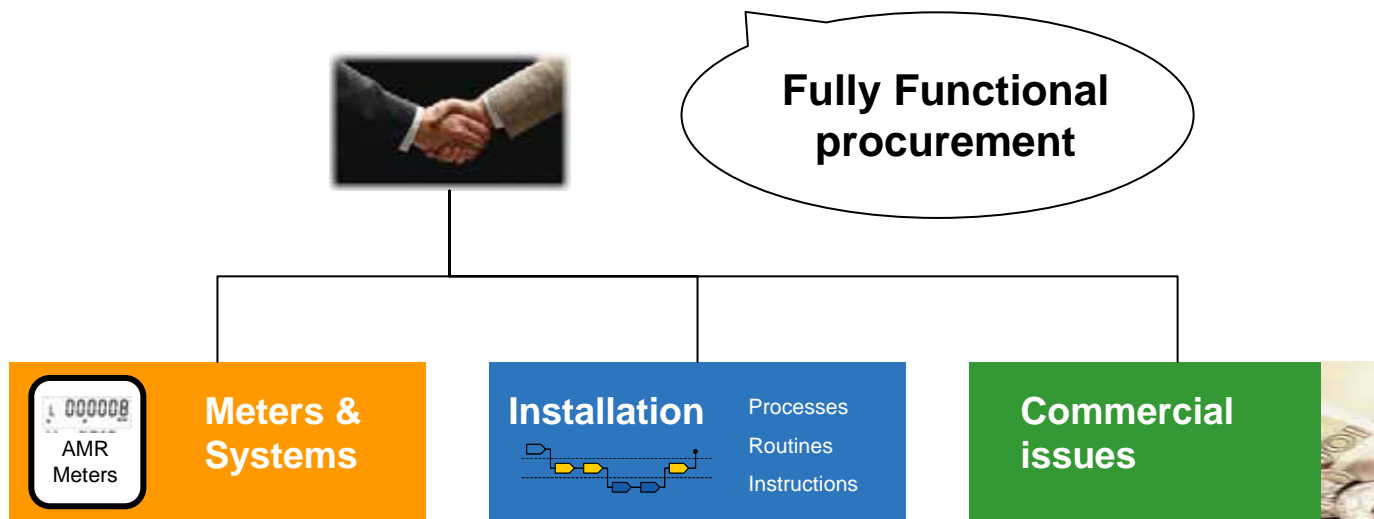 Fully Functional
procurement
000008
AMR
Meters
Meters &
Systems
Installation
Processes
Routines
Instructions
Commercial
issues